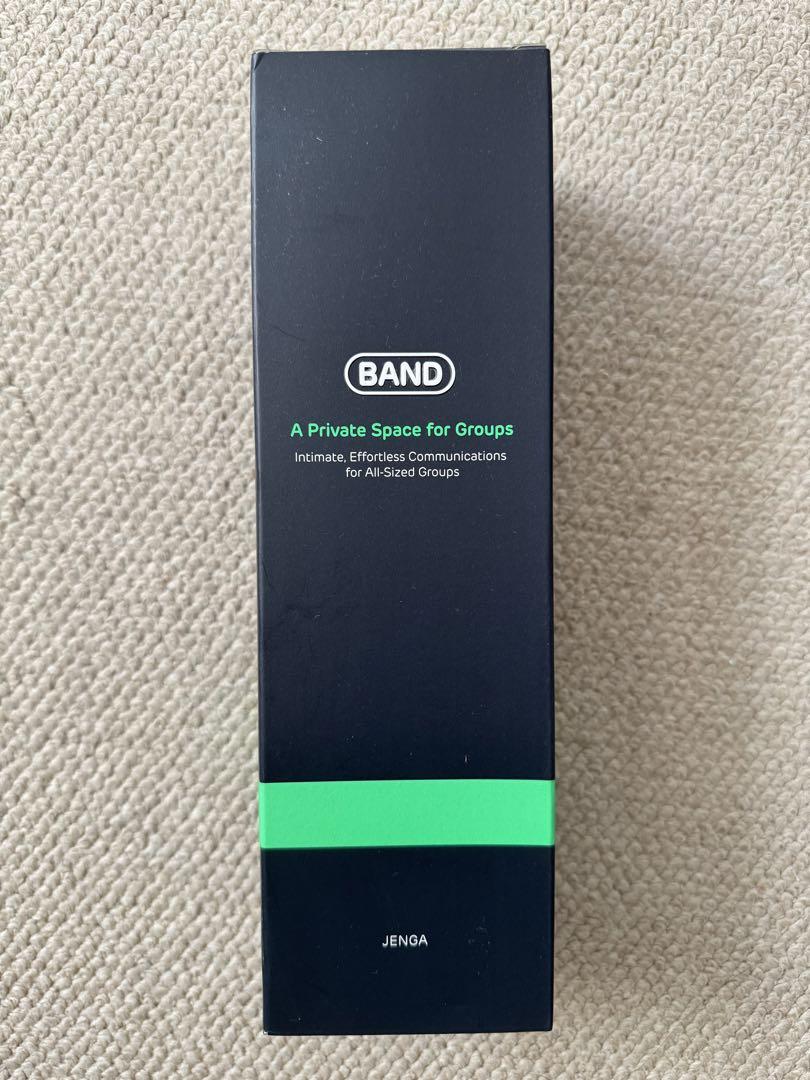 BAND
A Private Space for Groups
Intimate, Effortless Communications
for All-Sized Groups
JENGA